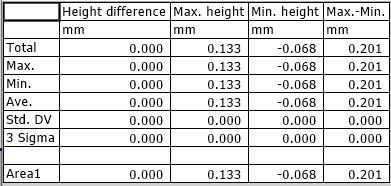 Height difference Max. height Min. height Max.-Min.
mm mm mm mm
Total 0.000 0.133 -0.068 0.201
Max. 0.000 0.133 -0.068 0.201
Min. 0.000 0.133 -0.068 0.201
Ave. 0.000 0.133 -0.068 0.201
Std. DV 0.000 0.000 0.000 0.000
3 Sigma 0.000 0.000 0.000 0.000
Area1 0.000 0.133 -0.068 0.201